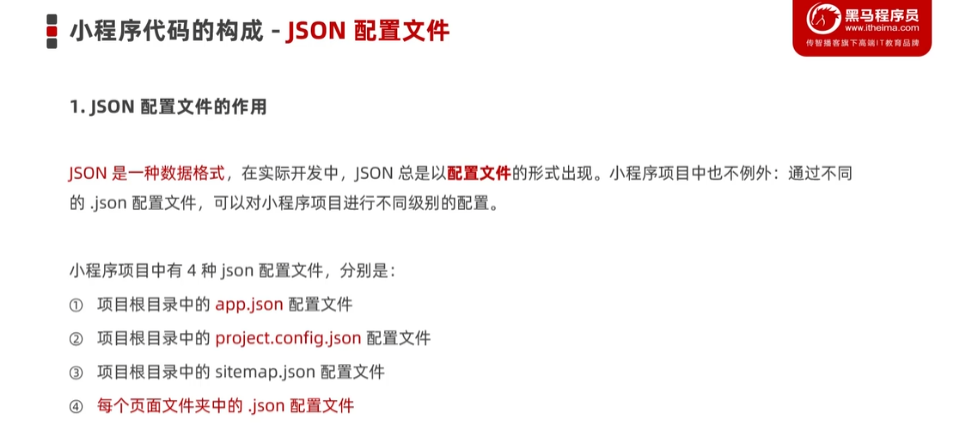 小程序代码的构成 - JSON 配置文件
黑马程序员
www.itheima.com
传智播客旗下高端IT教育品牌
1. JSON 配置文件的作用
JSON 是一种数据格式，在实际开发中，JSON 总是以配置文件的形式出现。小程序项目中也不例外：通过不同
的 .json 配置文件，可以对小程序项目进行不同级别的配置。
小程序项目中有 4 种 json 配置文件，分别是：
① 项目根目录中的 app.json 配置文件
② 项目根目录中的 project.config.json 配置文件
③ 项目根目录中的 sitemap.json 配置文件
④ 每个页面文件夹中的 .json 配置文件